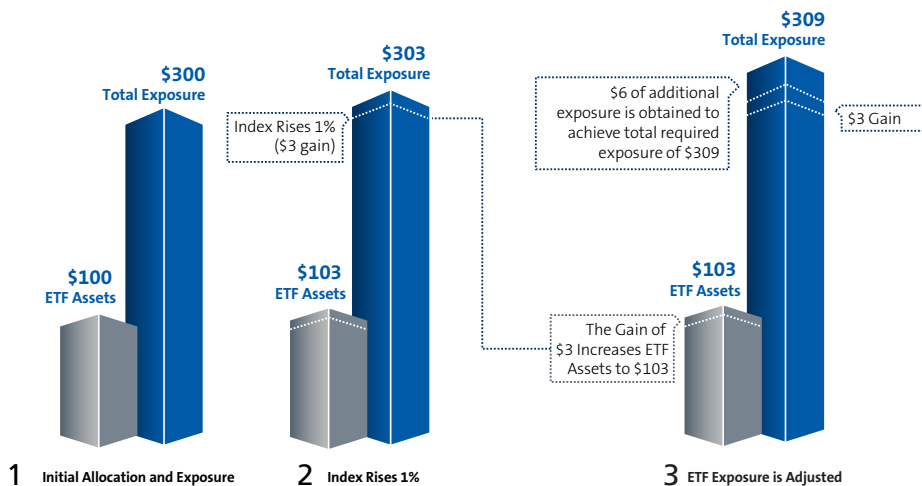 $300
Total Exposure
$100
ETF Assets
1 Initial Allocation and Exposure
$303
Total Exposure
Index Rises 1%
($3 gain)
$103
ETF Assets
2 Index Rises 1%
$309
Total Exposure
$6 of additional
exposure is obtained to
achieve total required
exposure of $309
$3 Gain
$103
ETF Assets
The Gain of
$3 Increases ETF
Assets to $103
3 ETF Exposure is Adjusted